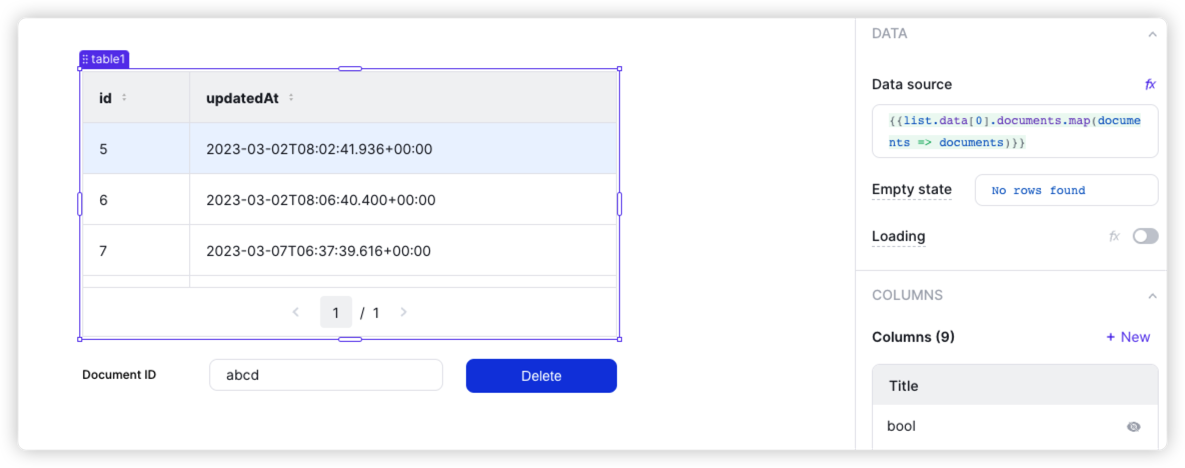 table1
id
updatedAt
5
2023-03-02T08:02:41.936+00:00
6
2023-03-02T08:06:40.400+00:00
7
2023-03-07T06:37:39.616+00:00
1 / 1
Document ID
abcd
Delete
DATA
Data source
fx
{{list.data[0].documents.map(docume
nts => documents)}}
Empty state
No rows found
Loading
fx
COLUMNS
Columns (9)
+ New
Title
bool